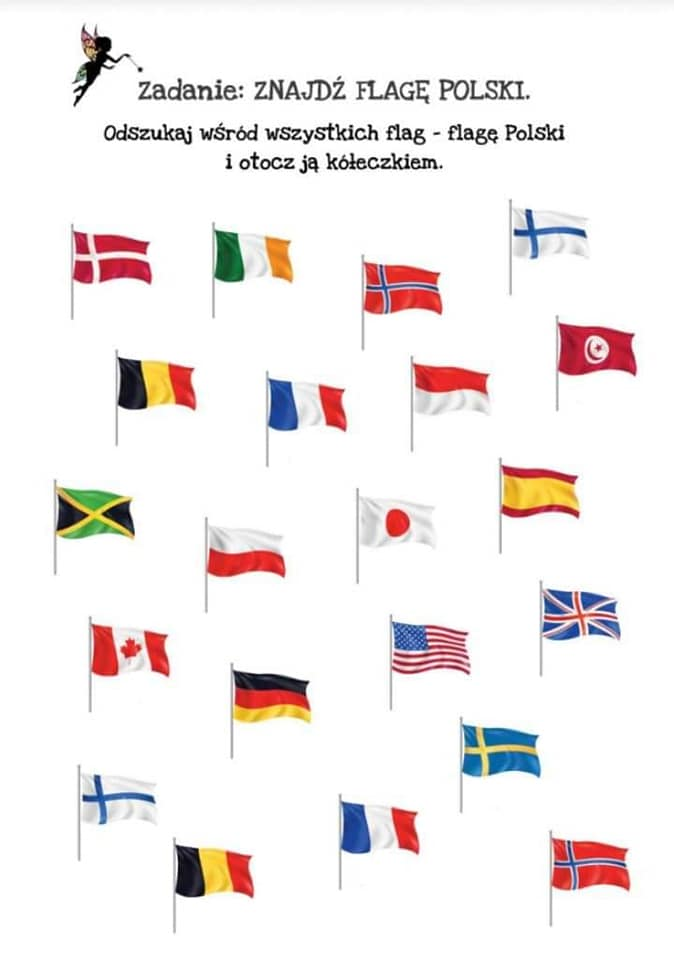 Zadanie: ZNAJDŹ FLAGĘ POLSKI.
Odszukaj wśród wszystkich flag - flagę Polski
i otocz ją kółeczkiem.